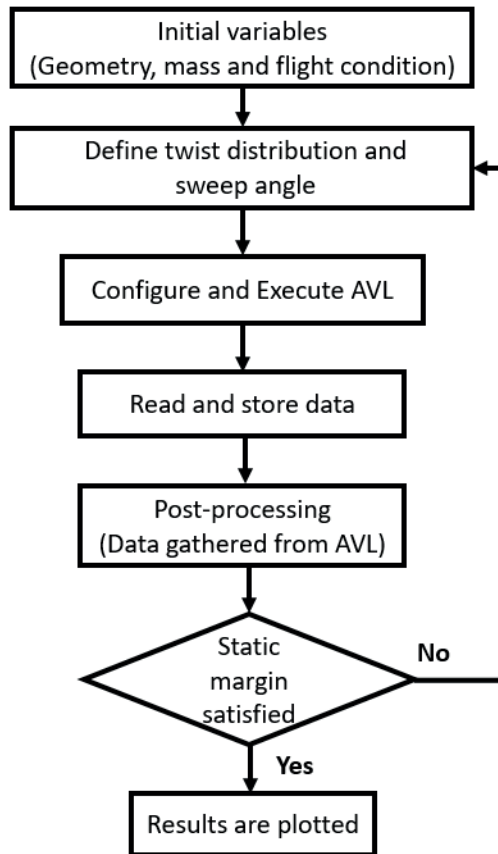 Initial variables
(Geometry, mass and flight condition)
Define twist distribution and
sweep angle
Configure and Execute AVL
Read and store data
Post-processing
(Data gathered from AVL)
Static
margin
satisfied
No
Yes
Results are plotted